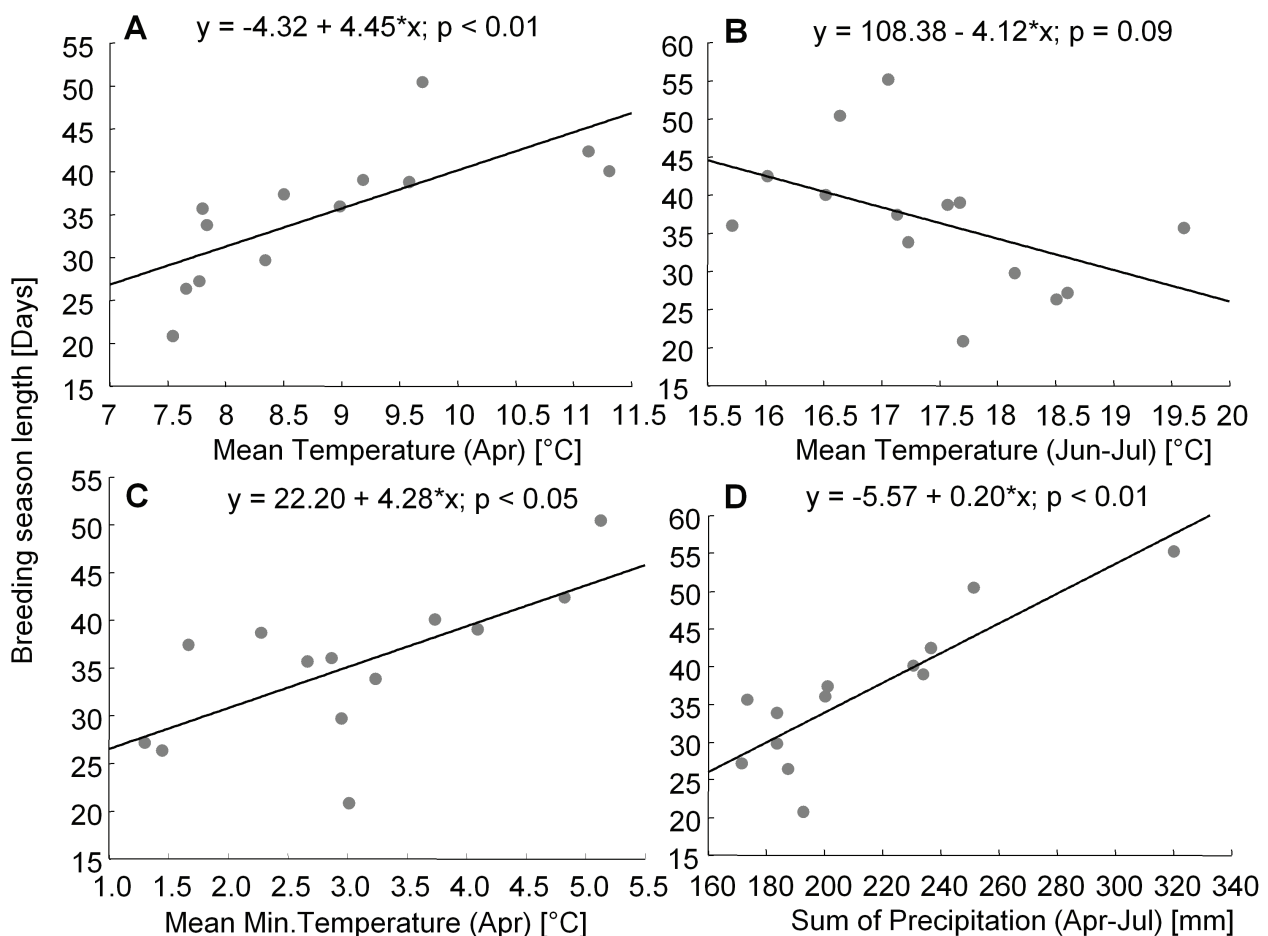 A
y = -4.32 + 4.45*x; p < 0.01
55
50
45
40
35
30
25
20
15
7 7.5 8 8.5 9 9.5 10 10.5 11 11.5
Mean Temperature (Apr) [°C]
B
y = 108.38 - 4.12*x; p = 0.09
60
55
50
45
40
35
30
25
20
15
15.5 16 16.5 17 17.5 18 18.5 19 19.5 20
Mean Temperature (Jun-Jul) [°C]
Breeding season length [Days]
C
y = 22.20 + 4.28*x; p < 0.05
55
50
45
40
35
30
25
20
15
1.0 1.5 2.0 2.5 3.0 3.5 4.0 4.5 5.0 5.5
Mean Min.Temperature (Apr) [°C]
D
y = -5.57 + 0.20*x; p < 0.01
60
55
50
45
40
35
30
25
20
15
160 180 200 220 240 260 280 300 320 340
Sum of Precipitation (Apr-Jul) [mm]